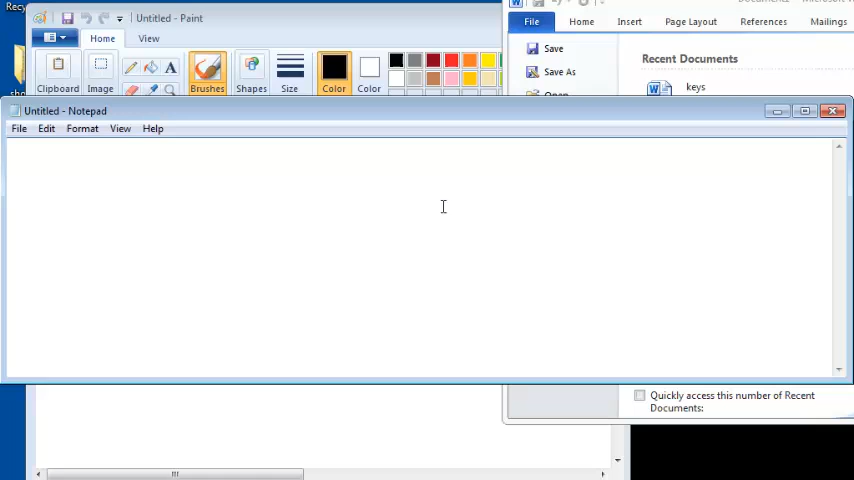 Untitled - Paint
Home
View
Clipboard
Image
Brushes
Shapes
Size
Color
Color
File
Home
Insert
Page Layout
References
Mailings
Save
Save As
Open
Recent Documents
keys
Untitled - Notepad
File
Edit
Format
View
Help
Quickly access this number of Recent
Documents: